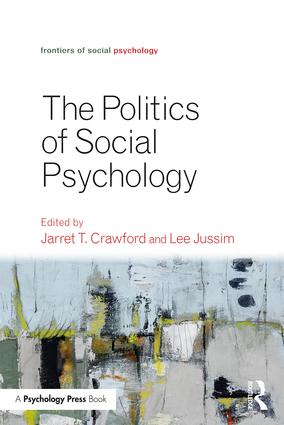 frontiers of social psychology
The Politics
of Social
Psychology
Edited by
Jarret T. Crawford and Lee Jussim
A Psychology Press Book
ROUTLEDGE